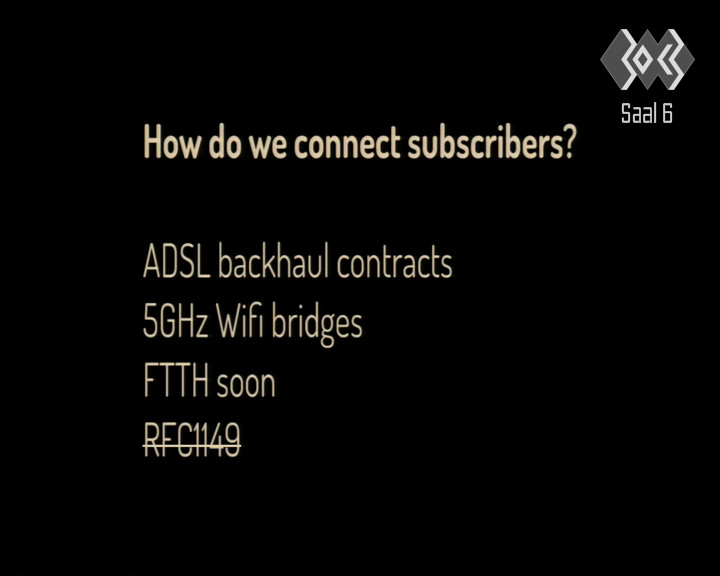 Saal 6
How do we connect subscribers?
ADSL backhaul contracts
5GHz Wifi bridges
FTTH soon
RFC1149